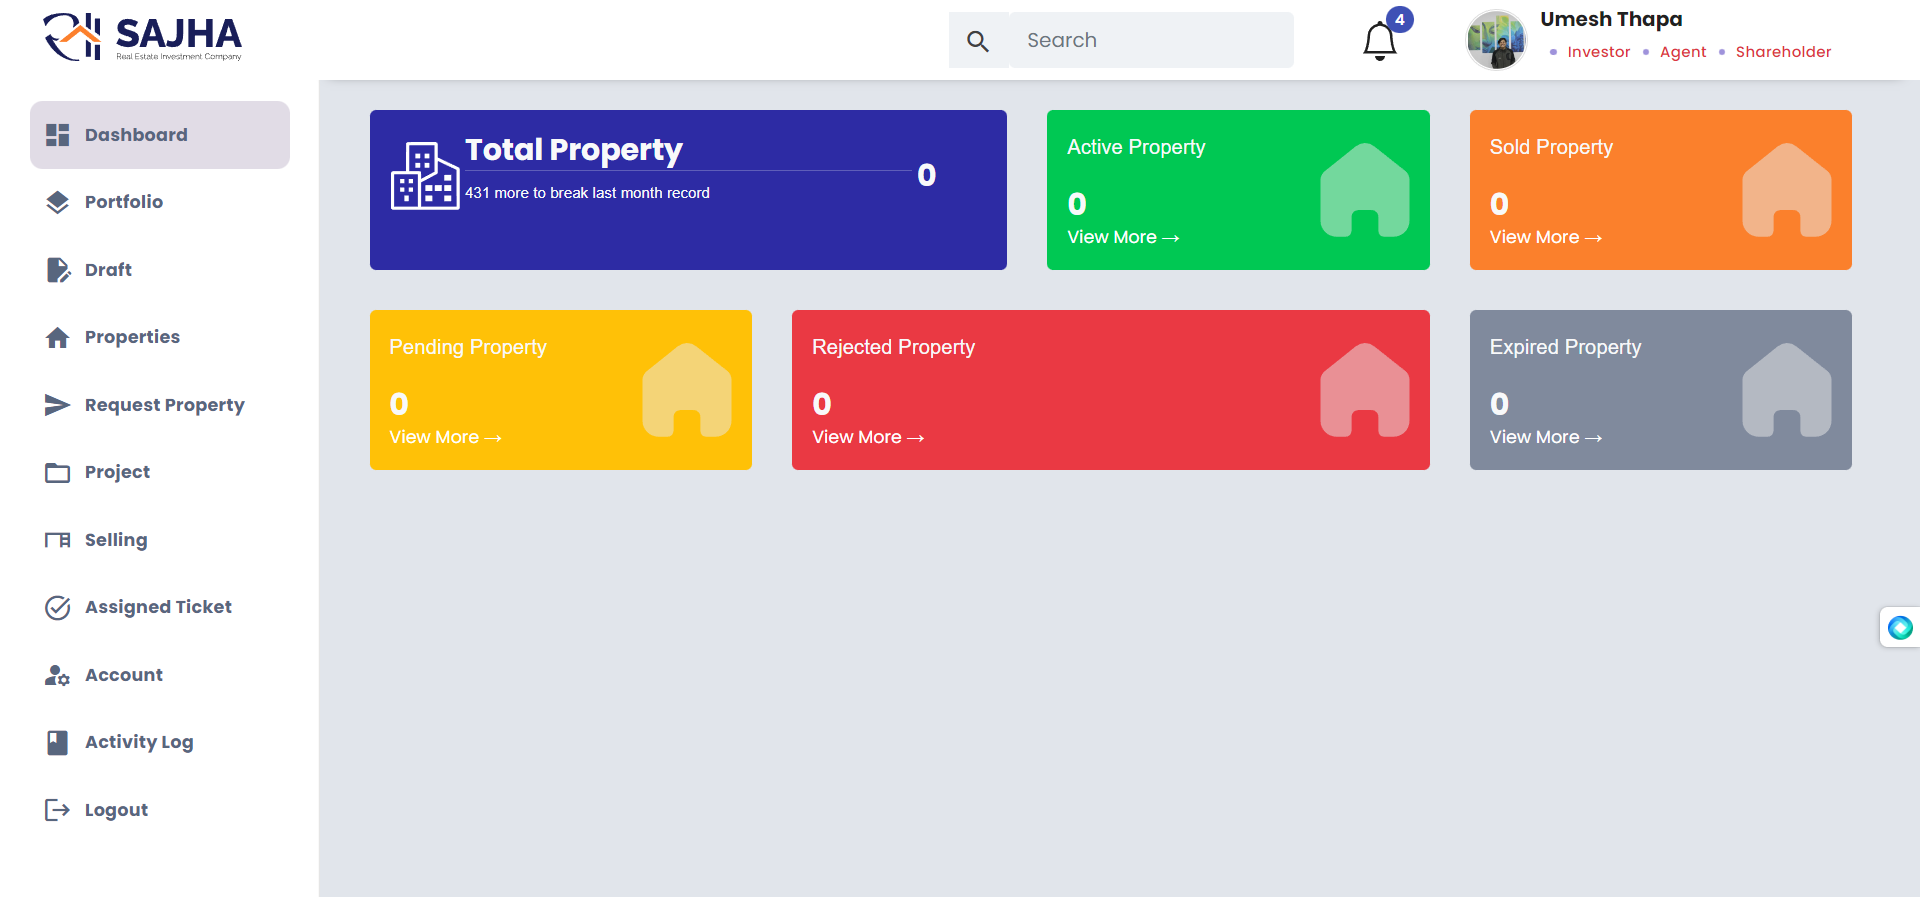 SAJHA
Real Estate Investment Company
Search
4
Umesh Thapa
Investor Agent Shareholder
Dashboard
Portfolio
Draft
Properties
Request Property
Project
Selling
Assigned Ticket
Account
Activity Log
Logout
Total Property
431 more to break last month record
0
Active Property
0
View More →
Sold Property
0
View More →
Pending Property
0
View More →
Rejected Property
0
View More →
Expired Property
0
View More →